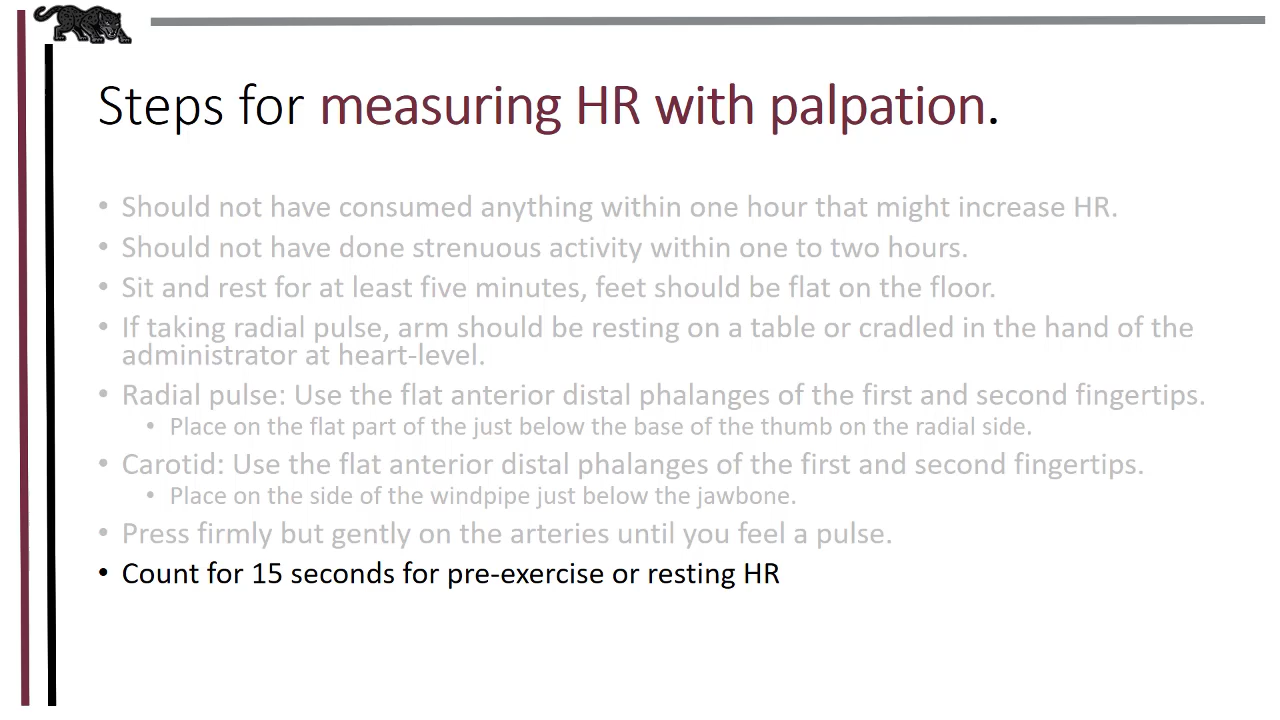 Steps for measuring HR with palpation.
• Should not have consumed anything within one hour that might increase HR.
• Should not have done strenuous activity within one to two hours.
• Sit and rest for at least five minutes, feet should be flat on the floor.
• If taking radial pulse, arm should be resting on a table or cradled in the hand of the
administrator at heart-level.
• Radial pulse: Use the flat anterior distal phalanges of the first and second fingertips.
• Place on the flat part of the just below the base of the thumb on the radial side.
• Carotid: Use the flat anterior distal phalanges of the first and second fingertips.
• Place on the side of the windpipe just below the jawbone.
• Press firmly but gently on the arteries until you feel a pulse.
• Count for 15 seconds for pre-exercise or resting HR